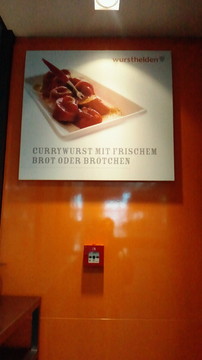 wursthelden
CURRYWURST MIT FRISCHEM
BROT ODER BRÖTCHEN